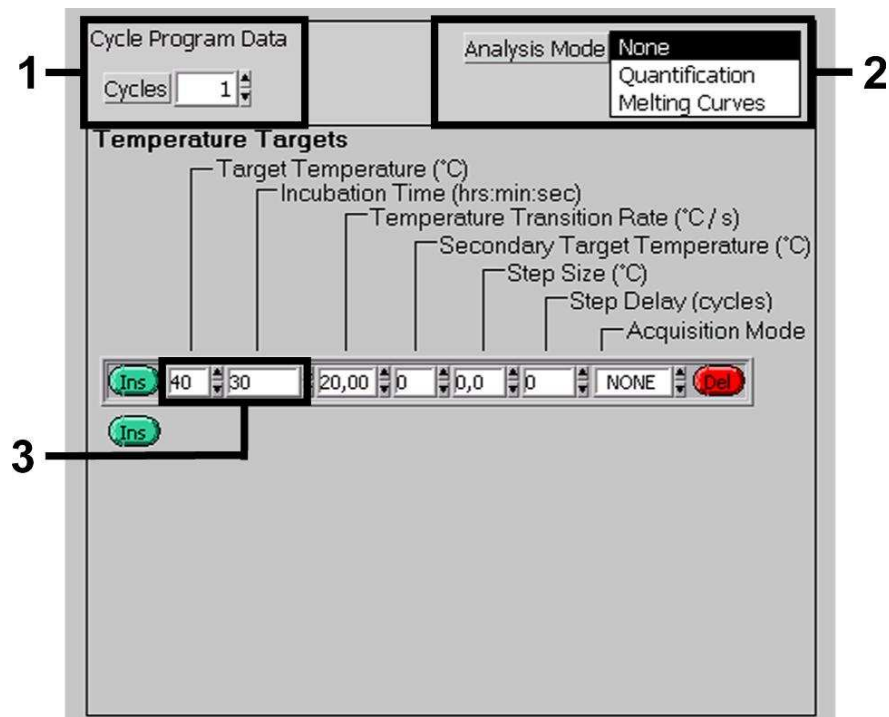 Cycle Program Data
Cycles 1
1
Analysis Mode None
Quantification
Melting Curves
2
Temperature Targets
Target Temperature (°C)
Incubation Time (hrs:min:sec)
Temperature Transition Rate (°C / s)
Secondary Target Temperature (°C)
Step Size (°C)
Step Delay (cycles)
Acquisition Mode
Ins 40 30 20,00 0 0,0 0 NONE Del
Ins
3